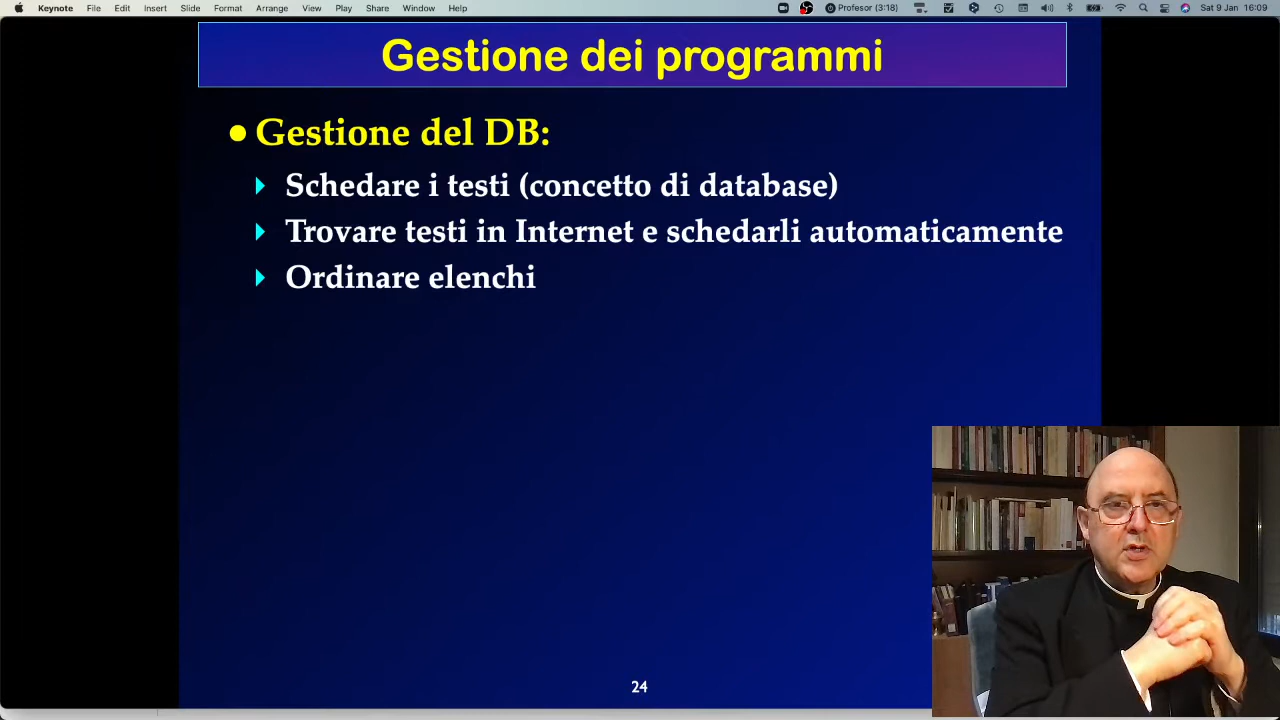 Keynote File Edit Insert Slide Format Arrange View Play Share Window Help Profesor (3:18) Sat 9 Jan 16:09
Gestione dei programmi
● Gestione del DB:
Schedare i testi (concetto di database)
Trovare testi in Internet e schedarli automaticamente
Ordinare elenchi
24